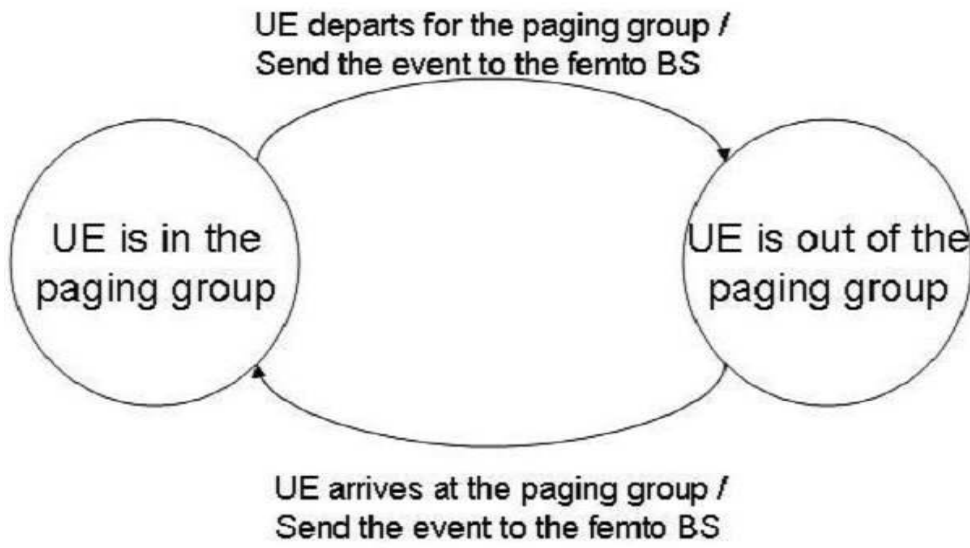 UE departs for the paging group /
Send the event to the femto BS
UE is in the
paging group
UE is out of the
paging group
UE arrives at the paging group /
Send the event to the femto BS